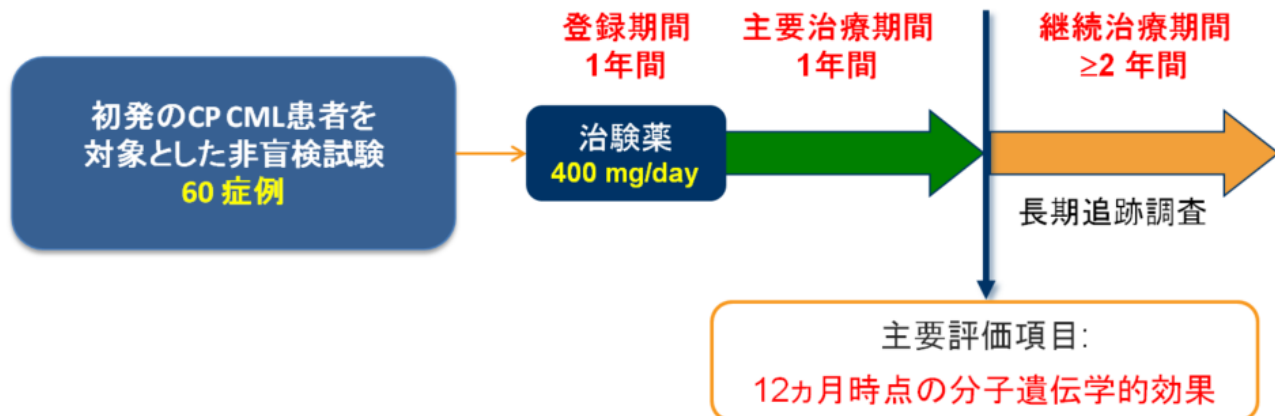 登録期間
1年間
主要治療期間
1年間
継続治療期間
≥2 年間
初発のCP CML患者を
対象とした非盲検試験
60 症例
治験薬
400 mg/day
長期追跡調査
主要評価項目:
12ヵ月時点の分子遺伝学的効果